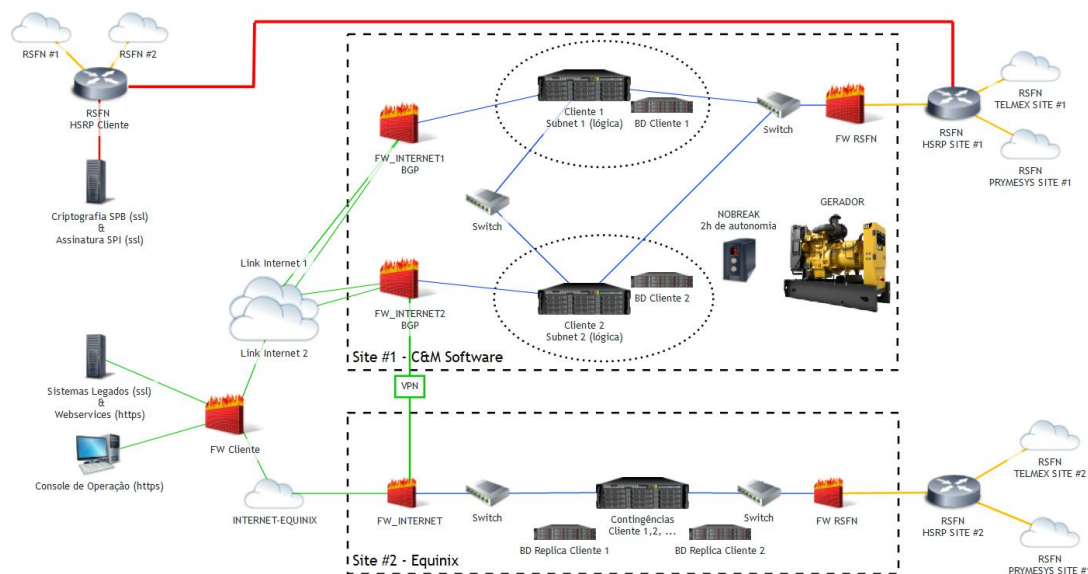 RSFN #1
RSFN #2
RSFN
HSRP Cliente
Criptografia SPB (ssl)
&
Assinatura SPI (ssl)
Link Internet 1
Link Internet 2
Sistemas Legados (ssl)
&
Webservices (https)
FW Cliente
Console de Operação (https)
INTERNET-EQUINIX
FW_INTERNET1
BGP
Cliente 1
Subnet 1 (lógica)
BD Cliente 1
Switch
FW RSFN
RSFN
HSRP SITE #1
RSFN
TELMEX SITE #1
RSFN
PRYMESYS SITE #1
Switch
NOBREAK
2h de autonomia
GERADOR
FW_INTERNET2
BGP
Cliente 2
Subnet 2 (lógica)
BD Cliente 2
Site #1 - C&M Software
VPN
FW_INTERNET
Switch
Contingências
Cliente 1,2, ...
BD Replica Cliente 1
BD Replica Cliente 2
Switch
FW RSFN
RSFN
HSRP SITE #2
RSFN
TELMEX SITE #2
RSFN
PRYMESYS SITE #
Site #2 - Equinix